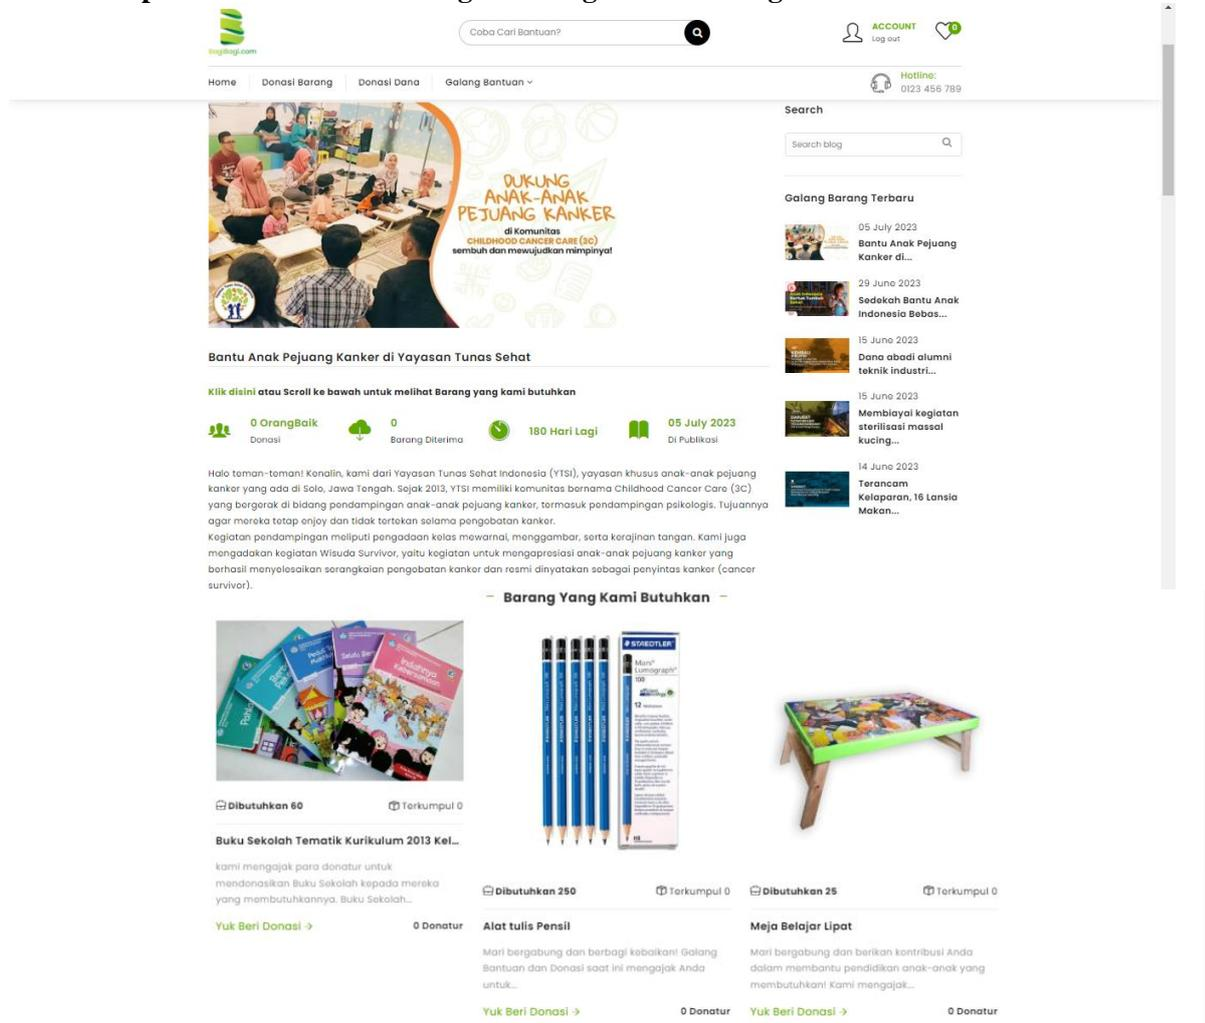 BagiBagi.com
Coba Cari Bantuan?
ACCOUNT
Log out
0
Home
Donasi Barang
Donasi Dana
Galang Bantuan
Hotline:
0123 456 789
DUKUNG
ANAK-ANAK
PEJUANG KANKER
di Komunitas
CHILDHOOD CANCER CARE (3C)
sembuh dan mewujudkan mimpinya!
Bantu Anak Pejuang Kanker di Yayasan Tunas Sehat
Klik disini atau Scroll ke bawah untuk melihat Barang yang kami butuhkan
0 OrangBaik
Donasi
0
Barang Diterima
180 Hari Lagi
05 July 2023
Di Publikasi
Halo teman-teman! Kenalin, kami dari Yayasan Tunas Sehat Indonesia (YTSI), yayasan khusus anak-anak pejuang
kanker yang ada di Solo, Jawa Tengah. Sejak 2013, YTSI memiliki komunitas bernama Childhood Cancer Care (3C)
yang bergerak di bidang pendampingan anak-anak pejuang kanker, termasuk pendampingan psikologis. Tujuannya
agar mereka tetap enjoy dan tidak tertekan selama pengobatan kanker.
Kegiatan pendampingan meliputi pengadaan kelas mewarnai, menggambar, serta kerajinan tangan. Kami juga
mengadakan kegiatan Wisuda Survivor, yaitu kegiatan untuk mengapresiasi anak-anak pejuang kanker yang
berhasil menyelesaikan serangkaian pengobatan kanker dan resmi dinyatakan sebagai penyintas kanker (cancer
survivor).
Search
Search blog
Galang Barang Terbaru
05 July 2023
Bantu Anak Pejuang
Kanker di...
29 June 2023
Sedekah Bantu Anak
Indonesia Bebas...
15 June 2023
Dana abadi alumni
teknik industri...
15 June 2023
Membiayai kegiatan
sterilisasi massal
kucing...
14 June 2023
Terancam
Kelaparan, 16 Lansia
Makan...
– Barang Yang Kami Butuhkan –
Indahnya
Kebersamaan
Dibutuhkan 60
Terkumpul 0
Buku Sekolah Tematik Kurikulum 2013 Kel...
kami mengajak para donatur untuk
mendonasikan Buku Sekolah kepada mereka
yang membutuhkannya. Buku Sekolah...
Yuk Beri Donasi →
0 Donatur
STAEDTLER
Mars®
Lumograph®
100
12
Dibutuhkan 250
Terkumpul 0
Alat tulis Pensil
Mari bergabung dan berbagi kebaikan! Galang
Bantuan dan Donasi saat ini mengajak Anda
untuk...
Yuk Beri Donasi →
0 Donatur
Dibutuhkan 25
Terkumpul 0
Meja Belajar Lipat
Mari bergabung dan berikan kontribusi Anda
dalam membantu pendidikan anak-anak yang
membutuhkan! Kami mengajak...
Yuk Beri Donasi →
0 Donatur